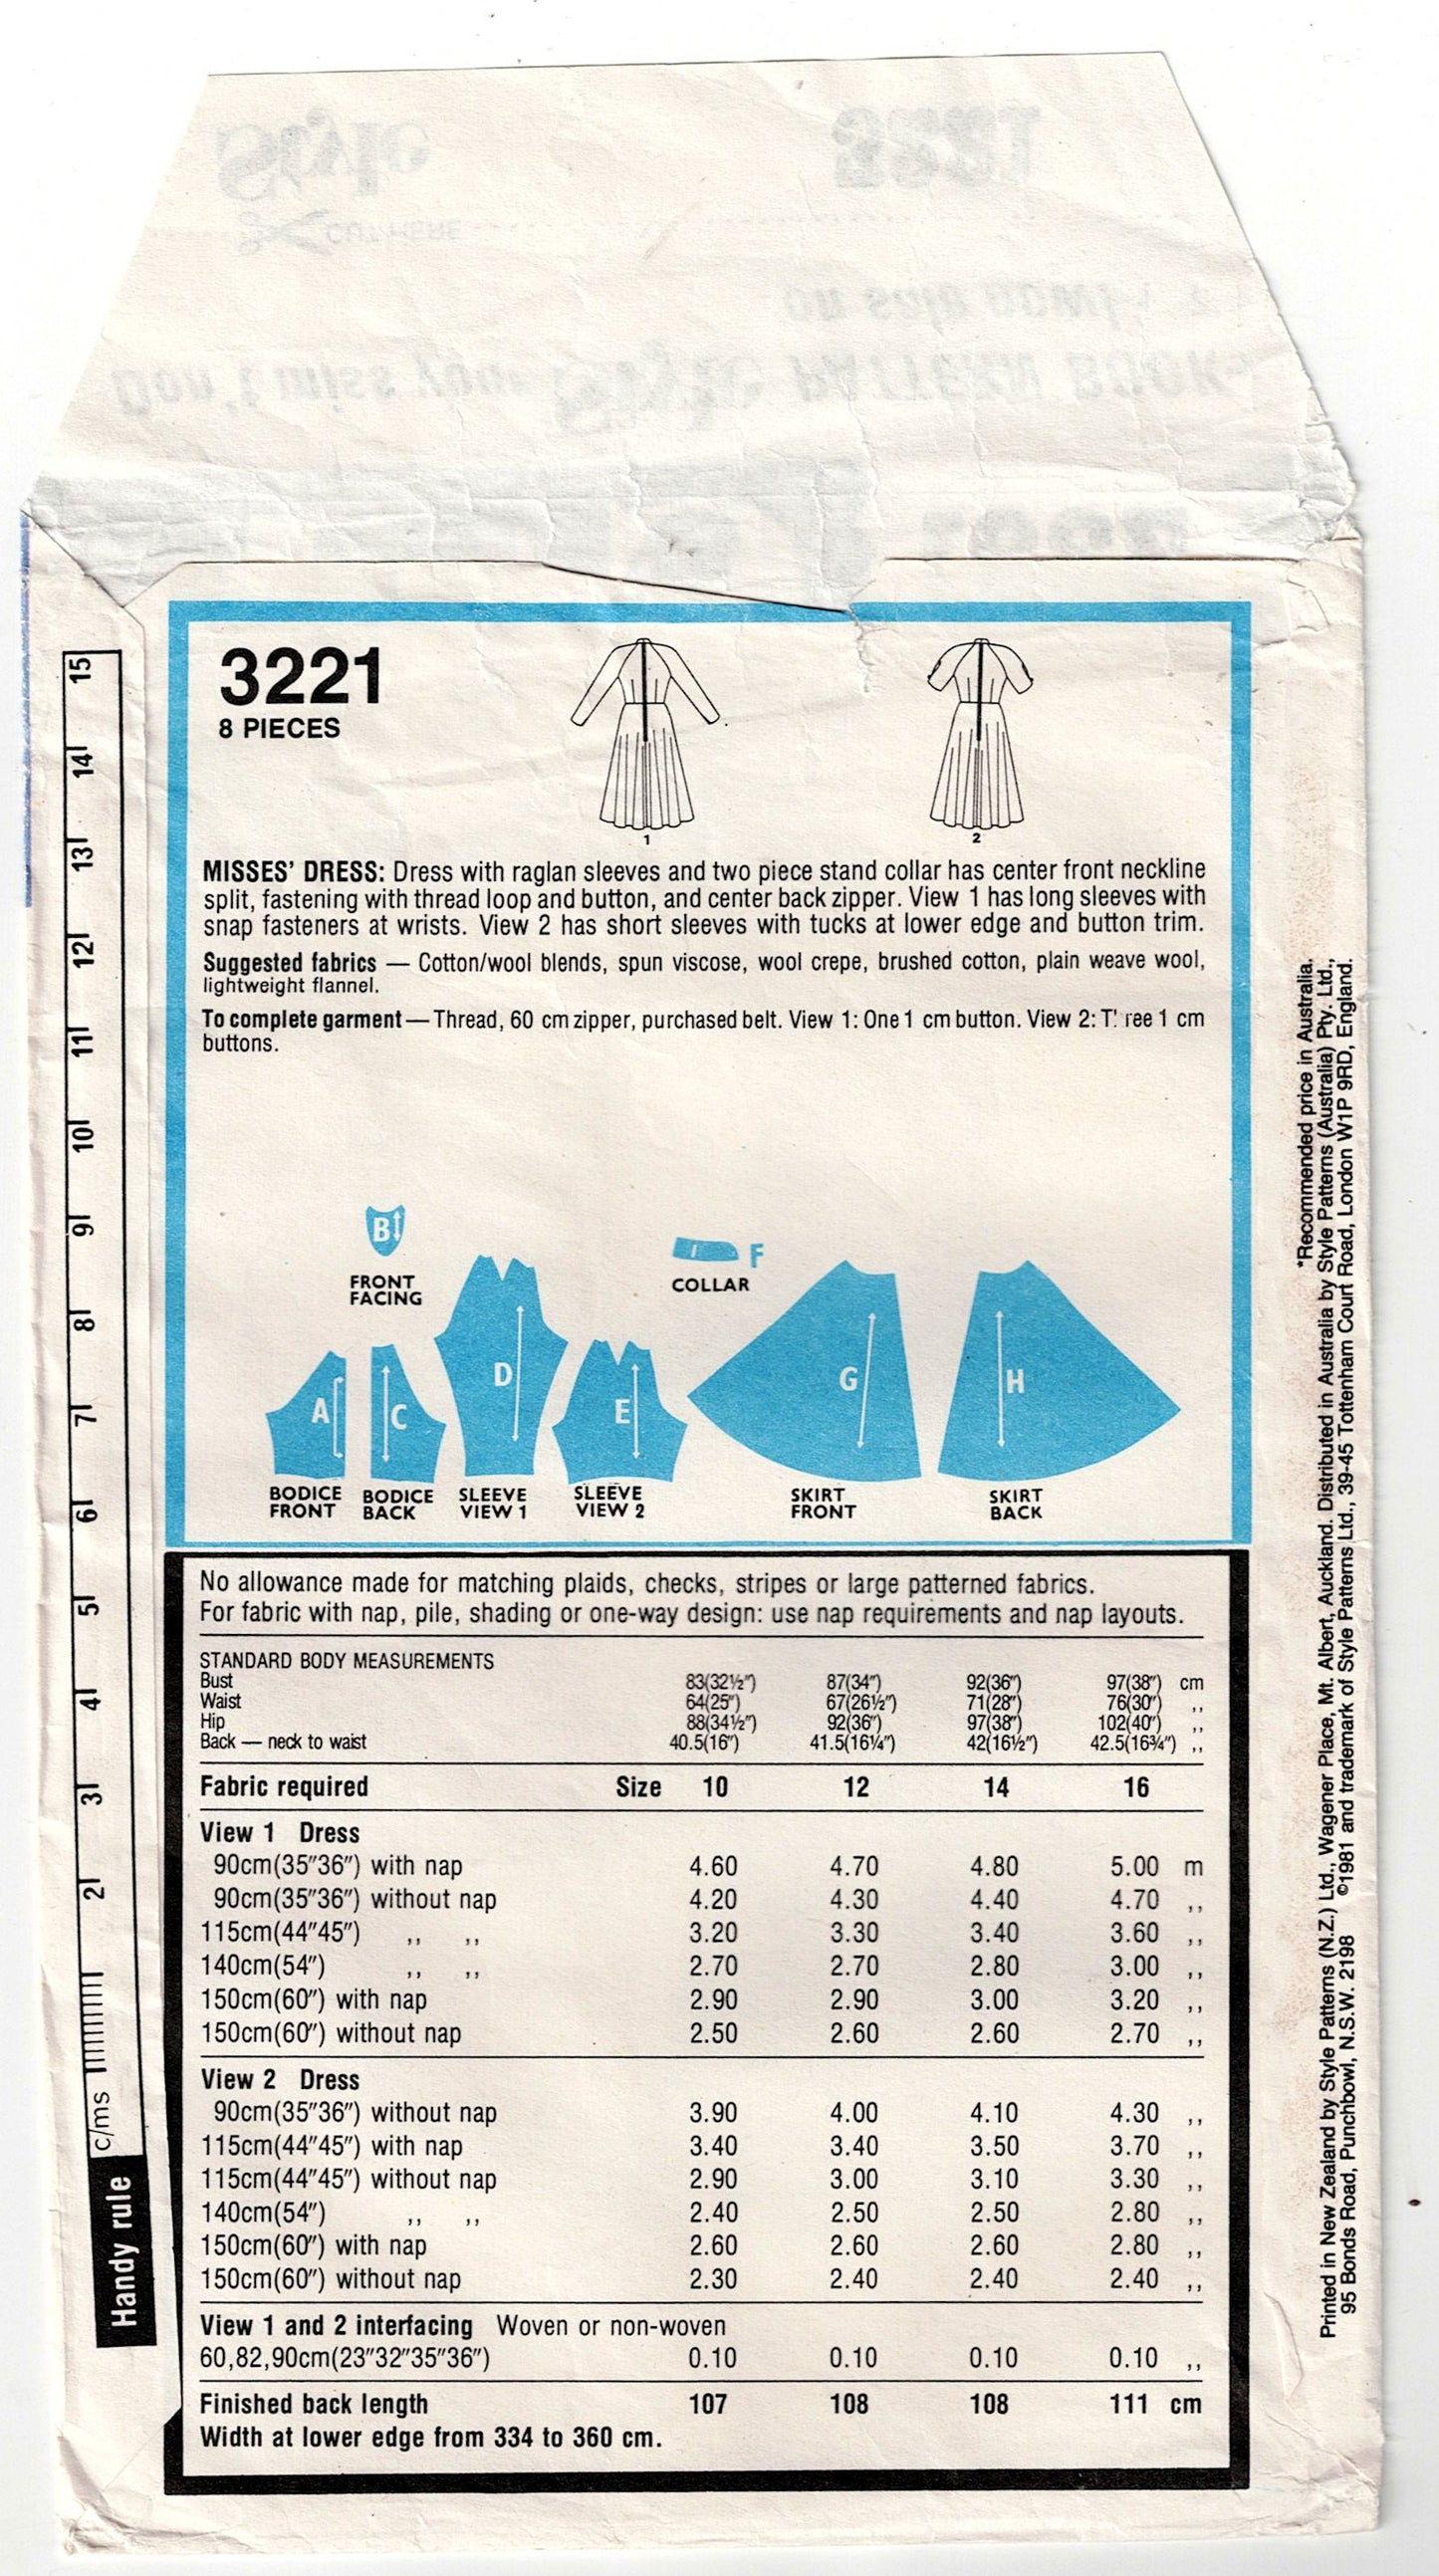 Style
CUT HERE
3221
8 PIECES
1
2
MISSES' DRESS: Dress with raglan sleeves and two piece stand collar has center front neckline
split, fastening with thread loop and button, and center back zipper. View 1 has long sleeves with
snap fasteners at wrists. View 2 has short sleeves with tucks at lower edge and button trim.
Suggested fabrics — Cotton/wool blends, spun viscose, wool crepe, brushed cotton, plain weave wool,
lightweight flannel.
To complete garment — Thread, 60 cm zipper, purchased belt. View 1: One 1 cm button. View 2: T' ree 1 cm
buttons.
B
FRONT
FACING
F
COLLAR
A
C
D
E
G
H
BODICE
FRONT
BODICE
BACK
SLEEVE
VIEW 1
SLEEVE
VIEW 2
SKIRT
FRONT
SKIRT
BACK
No allowance made for matching plaids, checks, stripes or large patterned fabrics.
For fabric with nap, pile, shading or one-way design: use nap requirements and nap layouts.
STANDARD BODY MEASUREMENTS
Bust 83(32½") 87(34") 92(36") 97(38") cm
Waist 64(25") 67(26½") 71(28") 76(30") ,,
Hip 88(34½") 92(36") 97(38") 102(40") ,,
Back — neck to waist 40.5(16") 41.5(16¼") 42(16½") 42.5(16¾") ,,
Fabric required Size 10 12 14 16
View 1 Dress
90cm(35"36") with nap 4.60 4.70 4.80 5.00 m
90cm(35"36") without nap 4.20 4.30 4.40 4.70 ,,
115cm(44"45") ,, ,, 3.20 3.30 3.40 3.60 ,,
140cm(54") ,, ,, 2.70 2.70 2.80 3.00 ,,
150cm(60") with nap 2.90 2.90 3.00 3.20 ,,
150cm(60") without nap 2.50 2.60 2.60 2.70 ,,
View 2 Dress
90cm(35"36") without nap 3.90 4.00 4.10 4.30 ,,
115cm(44"45") with nap 3.40 3.40 3.50 3.70 ,,
115cm(44"45") without nap 2.90 3.00 3.10 3.30 ,,
140cm(54") ,, ,, 2.40 2.50 2.50 2.80 ,,
150cm(60") with nap 2.60 2.60 2.60 2.80 ,,
150cm(60") without nap 2.30 2.40 2.40 2.40 ,,
View 1 and 2 interfacing Woven or non-woven
60,82,90cm(23"32"35"36") 0.10 0.10 0.10 0.10 ,,
Finished back length 107 108 108 111 cm
Width at lower edge from 334 to 360 cm.
Handy rule c/ms 2 3 4 5 6 7 8 9 10 11 12 13 14 15
*Recommended price in Australia.
Printed in New Zealand by Style Patterns (N.Z.) Ltd., Wagener Place, Mt. Albert, Auckland. Distributed in Australia by Style Patterns (Australia) Pty. Ltd.,
95 Bonds Road, Punchbowl, N.S.W. 2198 ©1981 and trademark of Style Patterns Ltd., 39-45 Tottenham Court Road, London W1P 9RD, England.